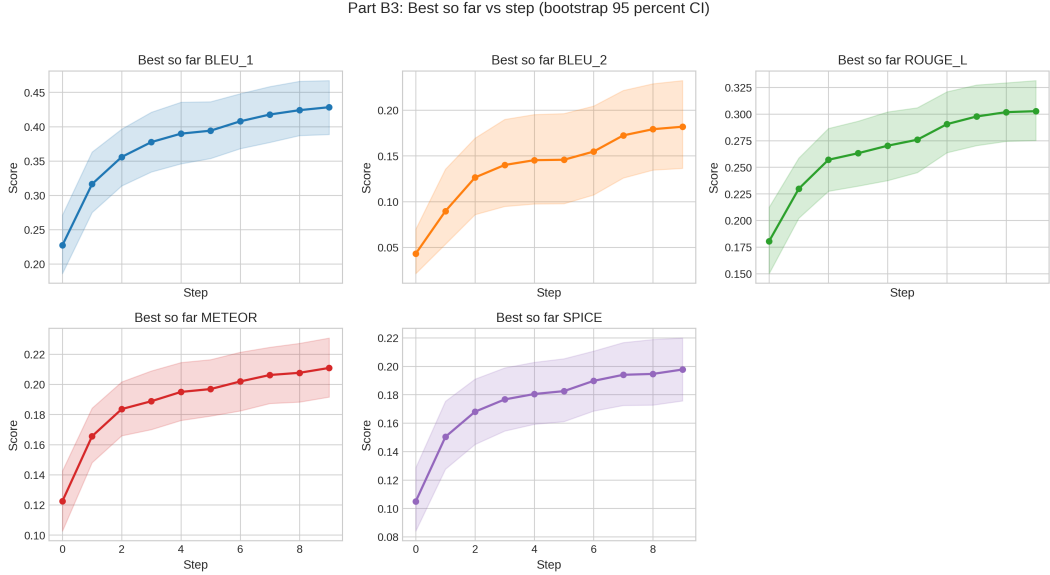 Part B3: Best so far vs step (bootstrap 95 percent CI)
Best so far BLEU_1
0.45
0.40
0.35
0.30
0.25
0.20
Score
Step
Best so far BLEU_2
0.20
0.15
0.10
0.05
Score
Step
Best so far ROUGE_L
0.325
0.300
0.275
0.250
0.225
0.200
0.175
0.150
Score
Step
Best so far METEOR
0.22
0.20
0.18
0.16
0.14
0.12
0.10
Score
0 2 4 6 8
Step
Best so far SPICE
0.22
0.20
0.18
0.16
0.14
0.12
0.10
0.08
Score
0 2 4 6 8
Step